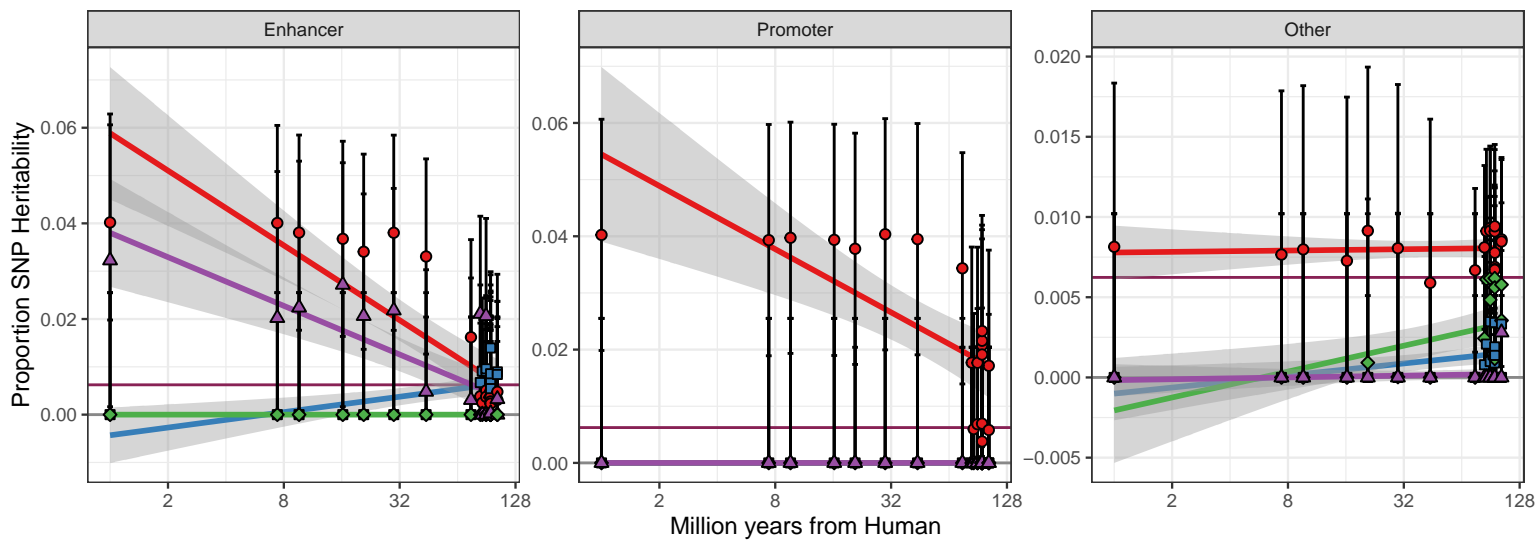 Enhancer
Promoter
Other
Proportion SNP Heritability
0.06
0.04
0.02
0.00
0.06
0.04
0.02
0.00
0.020
0.015
0.010
0.005
0.000
−0.005
2 8 32 128
2 8 32 128
2 8 32 128
Million years from Human